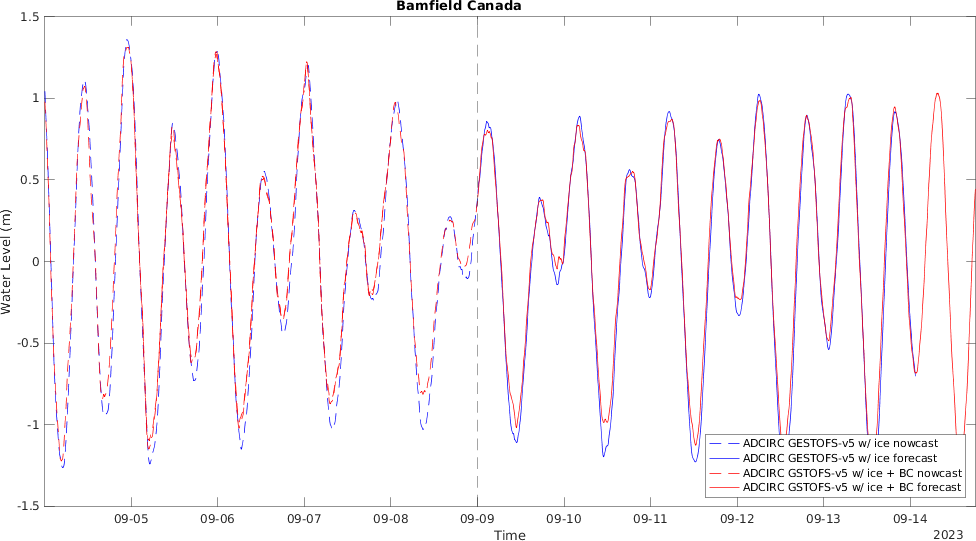 Bamfield Canada
1.5
1
0.5
0
-0.5
-1
-1.5
Water Level (m)
09-05
09-06
09-07
09-08
09-09
09-10
09-11
09-12
09-13
09-14
Time
2023
ADCIRC GESTOFS-v5 w/ ice nowcast
ADCIRC GESTOFS-v5 w/ ice forecast
ADCIRC GSTOFS-v5 w/ ice + BC nowcast
ADCIRC GSTOFS-v5 w/ ice + BC forecast